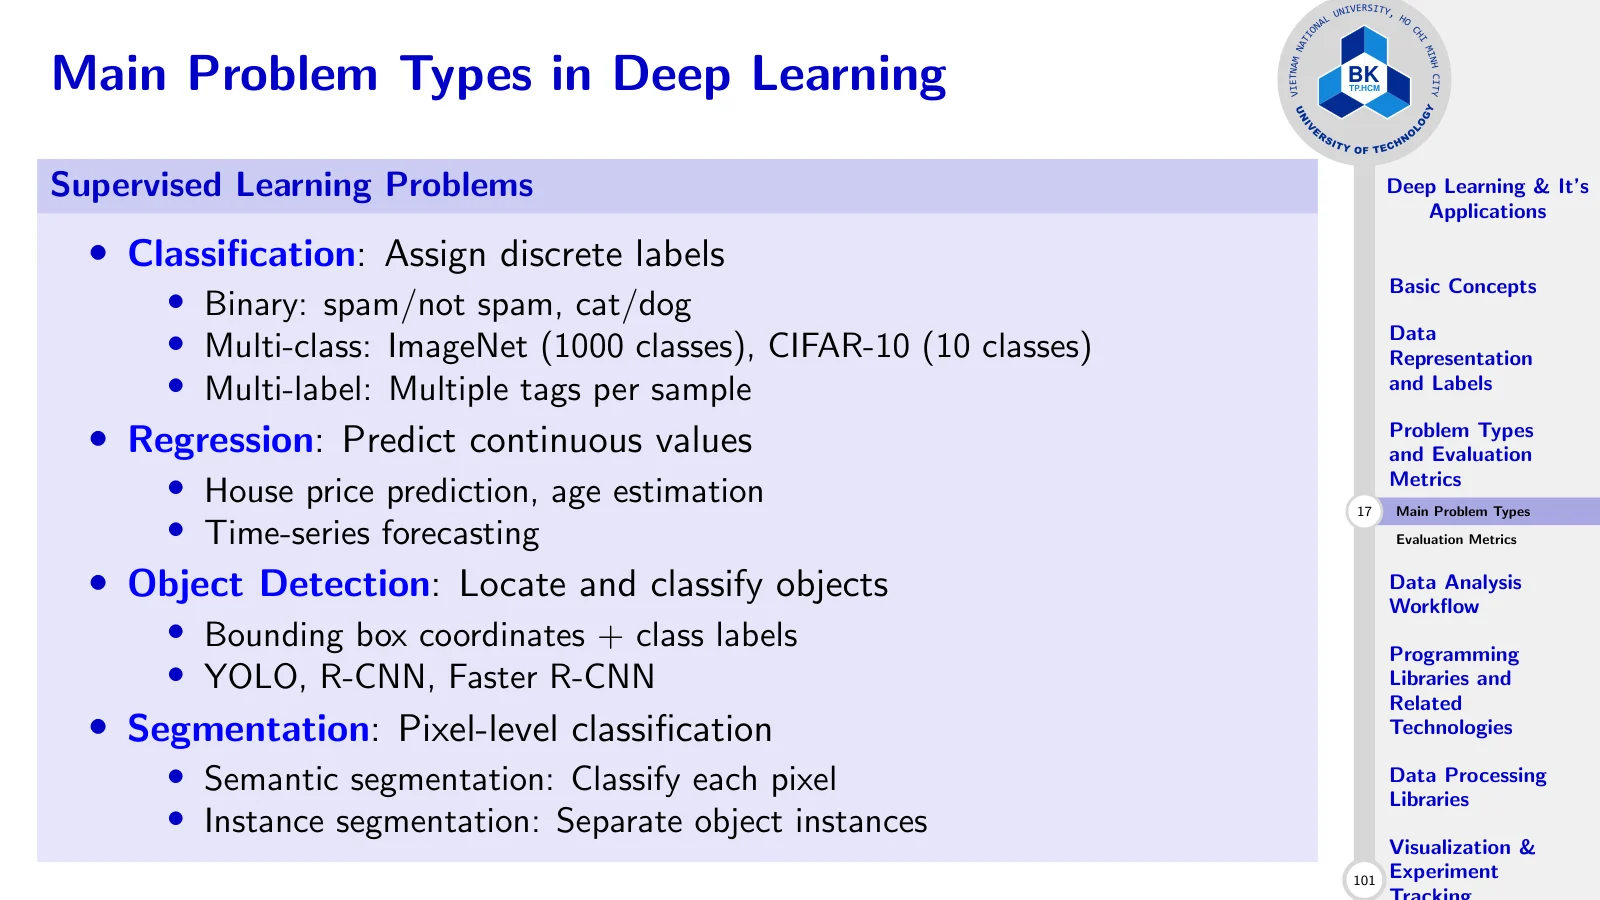 Main Problem Types in Deep Learning
VIETNAM NATIONAL UNIVERSITY, HO CHI MINH CITY
BK
TP.HCM
UNIVERSITY OF TECHNOLOGY
Supervised Learning Problems
• Classification: Assign discrete labels
• Binary: spam/not spam, cat/dog
• Multi-class: ImageNet (1000 classes), CIFAR-10 (10 classes)
• Multi-label: Multiple tags per sample
• Regression: Predict continuous values
• House price prediction, age estimation
• Time-series forecasting
• Object Detection: Locate and classify objects
• Bounding box coordinates + class labels
• YOLO, R-CNN, Faster R-CNN
• Segmentation: Pixel-level classification
• Semantic segmentation: Classify each pixel
• Instance segmentation: Separate object instances
Deep Learning & It's
Applications
Basic Concepts
Data
Representation
and Labels
Problem Types
and Evaluation
Metrics
17 Main Problem Types
Evaluation Metrics
Data Analysis
Workflow
Programming
Libraries and
Related
Technologies
Data Processing
Libraries
Visualization &
Experiment
Tracking
101